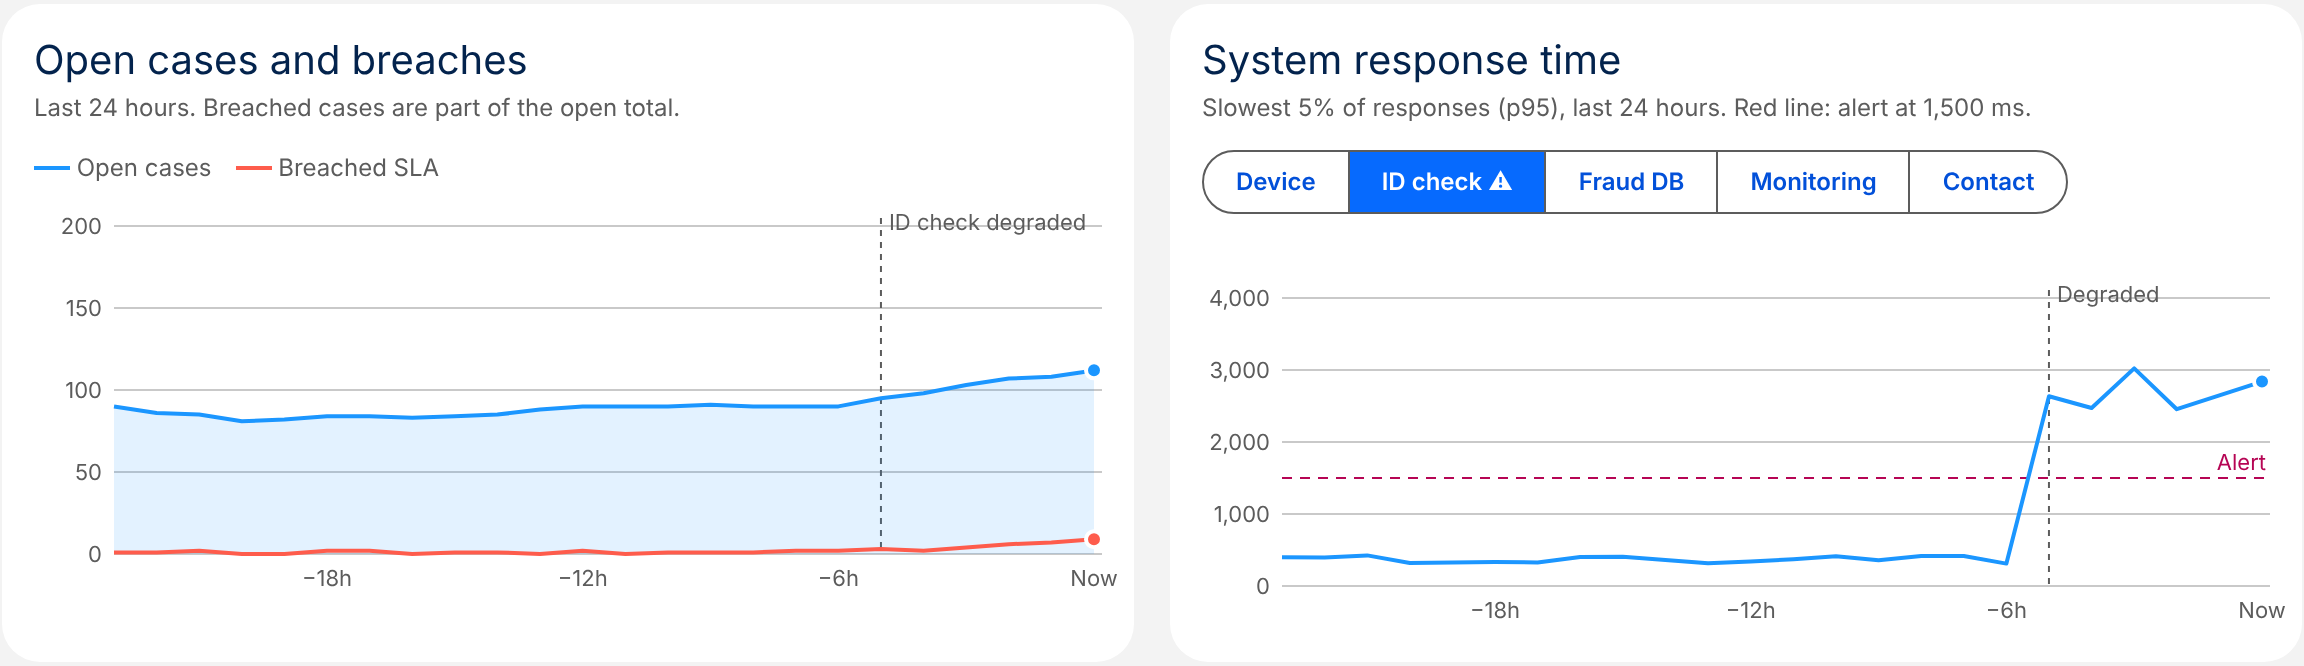 Open cases and breaches
Last 24 hours. Breached cases are part of the open total.
Open cases
Breached SLA
200
ID check degraded
150
100
50
0
−18h
−12h
−6h
Now
System response time
Slowest 5% of responses (p95), last 24 hours. Red line: alert at 1,500 ms.
Device
ID check
Fraud DB
Monitoring
Contact
4,000
Degraded
3,000
2,000
Alert
1,000
0
−18h
−12h
−6h
Now